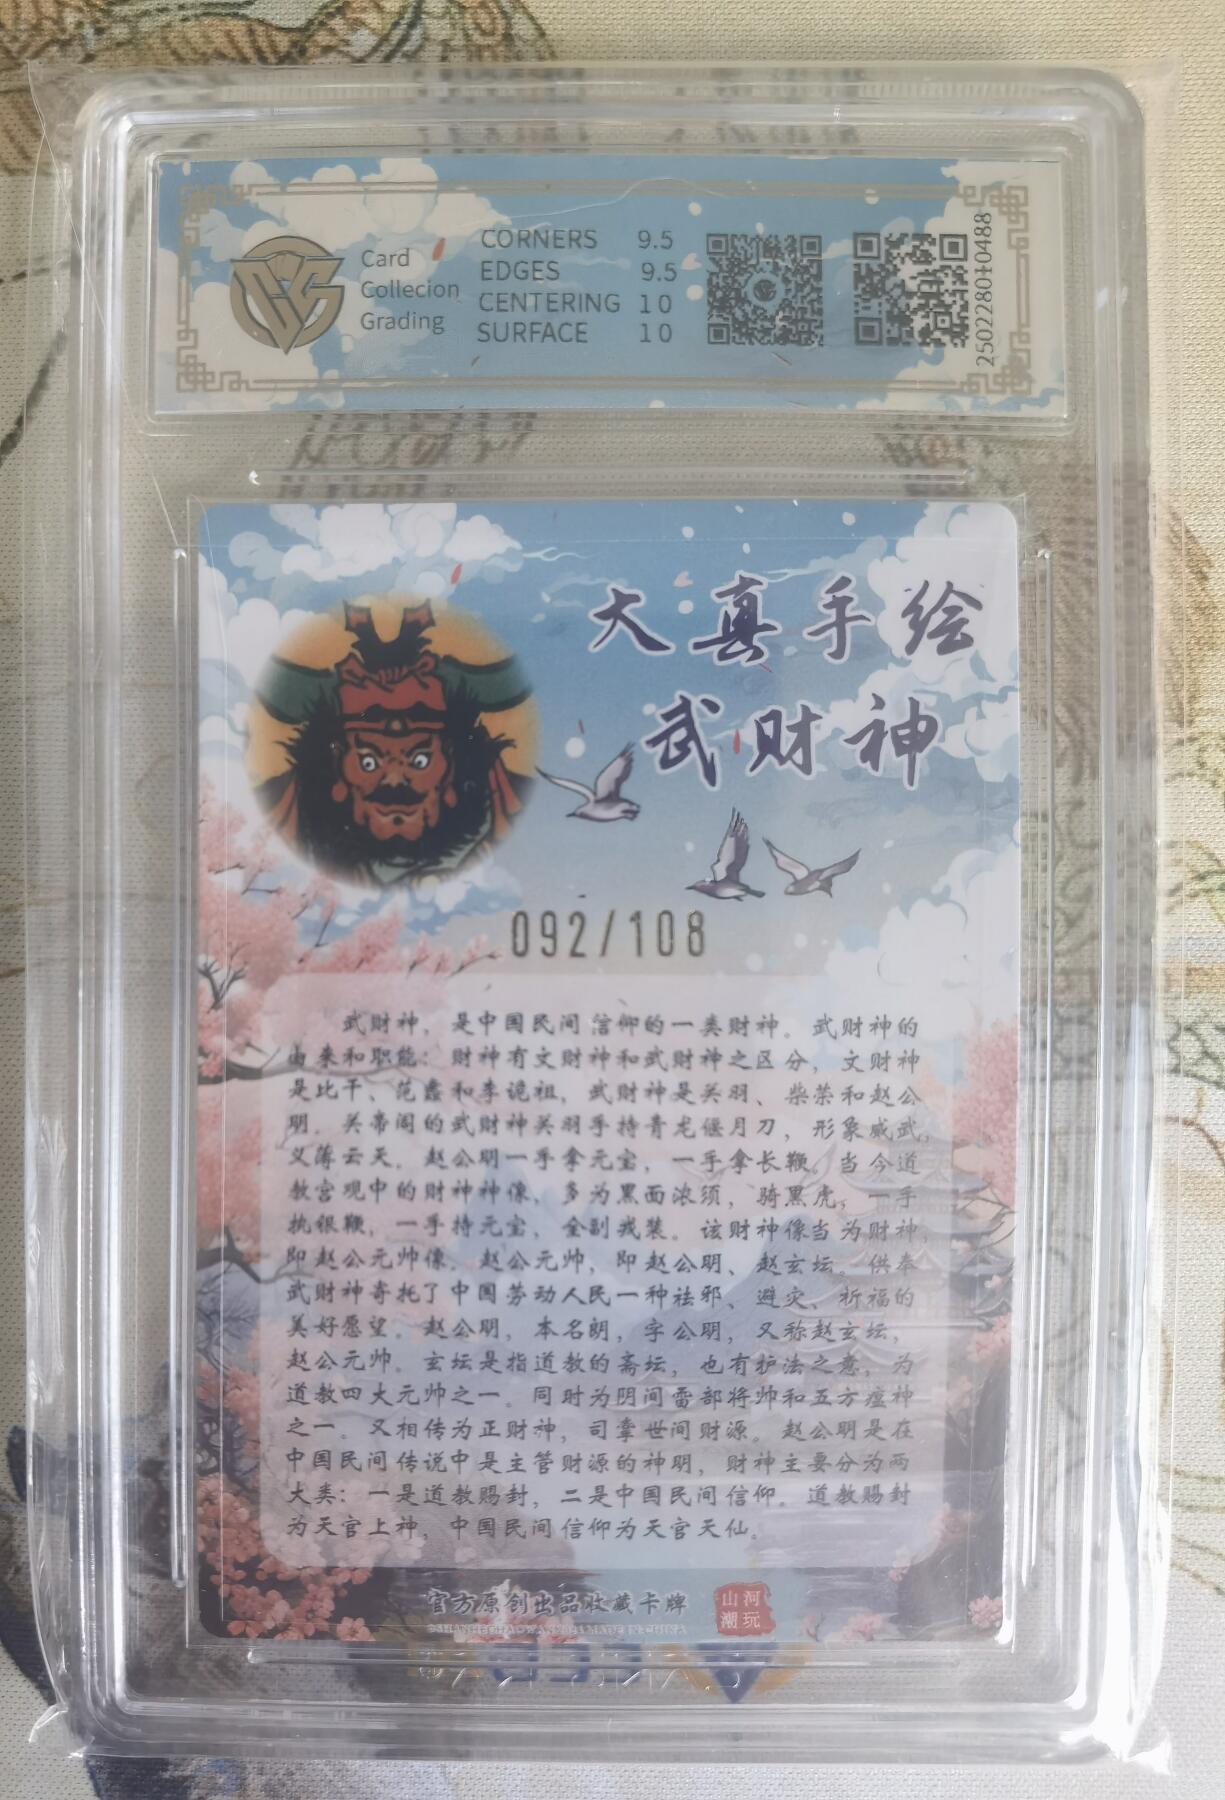 Card
Collecion
Grading
CORNERS 9.5
EDGES 9.5
CENTERING 10
SURFACE 10
25022801 0488
大真手绘
武财神
092/108
武财神，是中国民间信仰的一类财神。武财神的
由来和职能：财神有文财神和武财神之区分，文财神
是比干、范蠡和李诡祖，武财神是关羽、柴荣和赵公
明。关帝阁的武财神关羽手持青龙偃月刀，形象威武，
义薄云天。赵公明一手拿元宝，一手拿长鞭。当今道
教宫观中的财神神像，多为黑面浓须，骑黑虎，一手
执银鞭，一手持元宝，全副戎装。该财神像当为财神，
即赵公元帅像。赵公元帅，即赵公明、赵玄坛。供奉
武财神寄托了中国劳动人民一种祛邪、避灾、祈福的
美好愿望。赵公明，本名朗，字公明，又称赵玄坛，
赵公元帅。玄坛是指道教的斋坛，也有护法之意，为
道教四大元帅之一。同时为阴间雷部将帅和五方瘟神
之一。又相传为正财神，司掌世间财源。赵公明是在
中国民间传说中是主管财源的神明，财神主要分为两
大类：一是道教赐封，二是中国民间信仰。道教赐封
为天官上神，中国民间信仰为天官天仙。
官方原创出品收藏卡牌
山河
潮玩